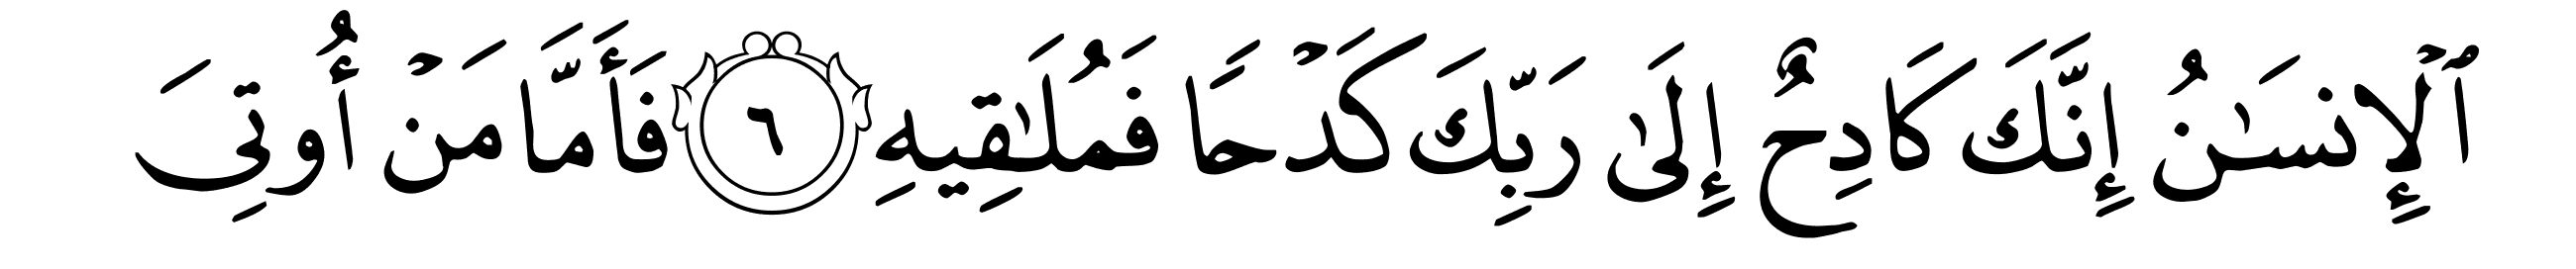 ٱلْإِنسَـٰنُ إِنَّكَ كَادِحٌ إِلَىٰ رَبِّكَ كَدْحًا فَمُلَـٰقِيهِ ٦ فَأَمَّا مَنْ أُوتِىَ